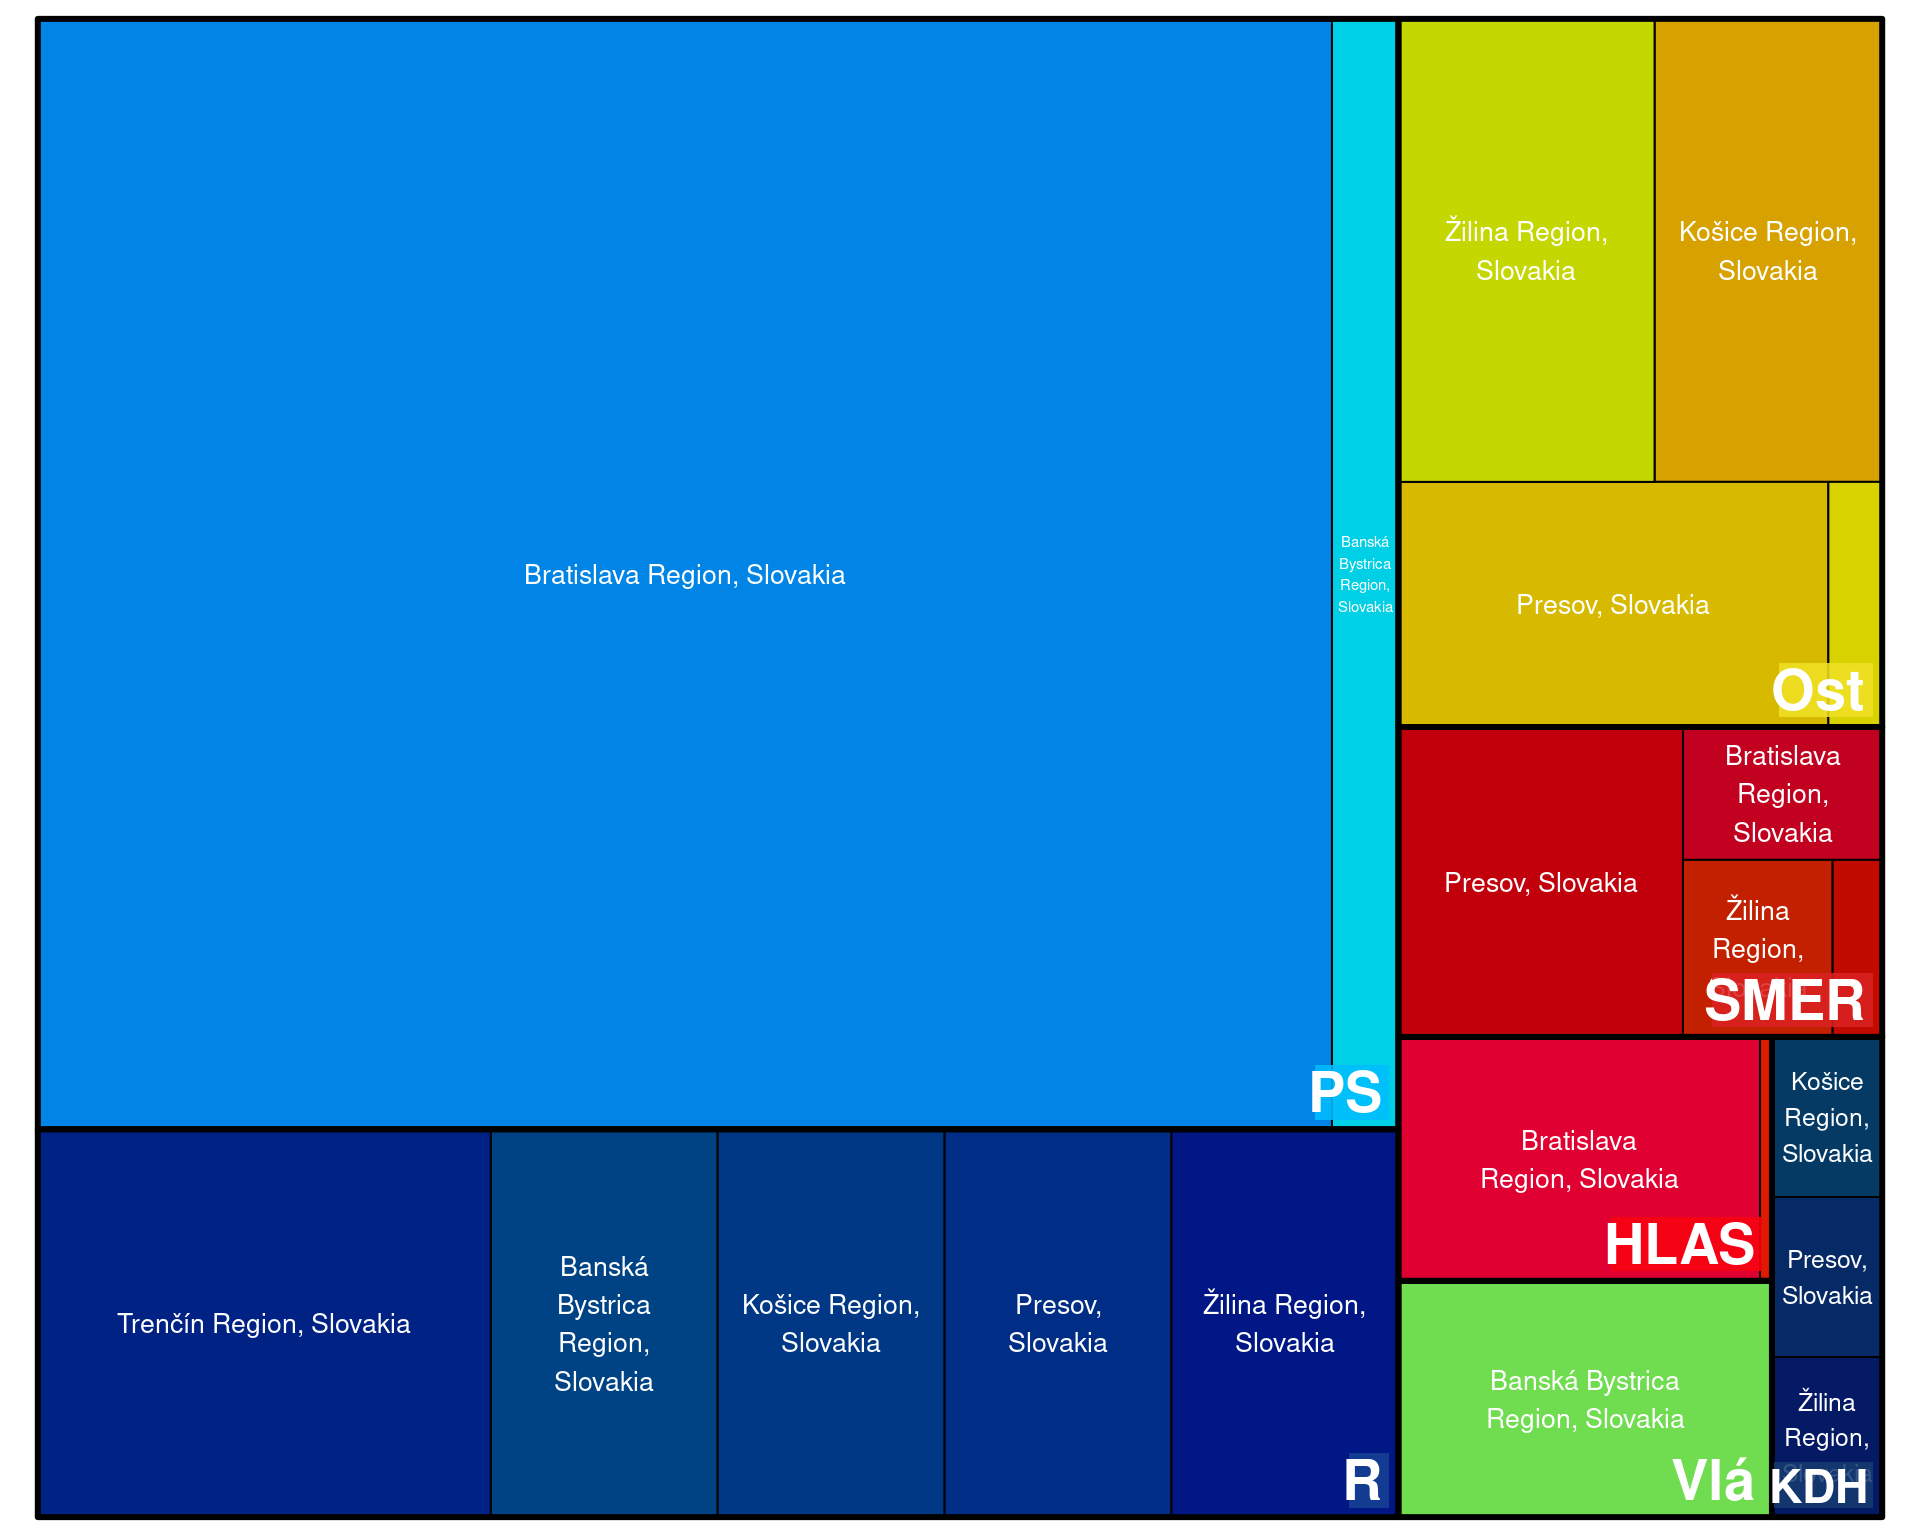 Bratislava Region, Slovakia
Banská
Bystrica
Region,
Slovakia
PS
Trenčín Region, Slovakia
Banská
Bystrica
Region,
Slovakia
Košice Region,
Slovakia
Presov,
Slovakia
Žilina Region,
Slovakia
R
Žilina Region,
Slovakia
Košice Region,
Slovakia
Presov, Slovakia
Ost
Presov, Slovakia
Bratislava
Region,
Slovakia
Žilina
Region,
SMER
Bratislava
Region, Slovakia
HLAS
Banská Bystrica
Region, Slovakia
Vlá
Košice
Region,
Slovakia
Presov,
Slovakia
Žilina
Region,
KDH